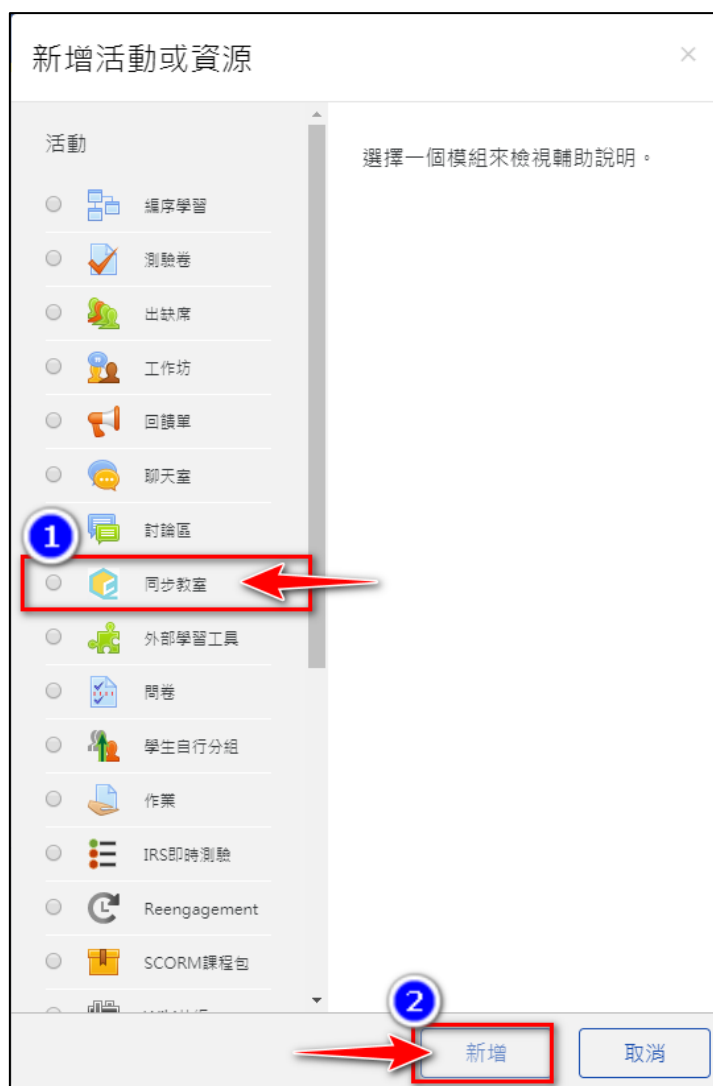 新增活動或資源
×
活動
選擇一個模組來檢視輔助說明。
編序學習
測驗卷
出缺席
工作坊
回饋單
聊天室
1
討論區
同步教室
外部學習工具
問卷
學生自行分組
作業
IRS即時測驗
Reengagement
SCORM課程包
2
新增
取消